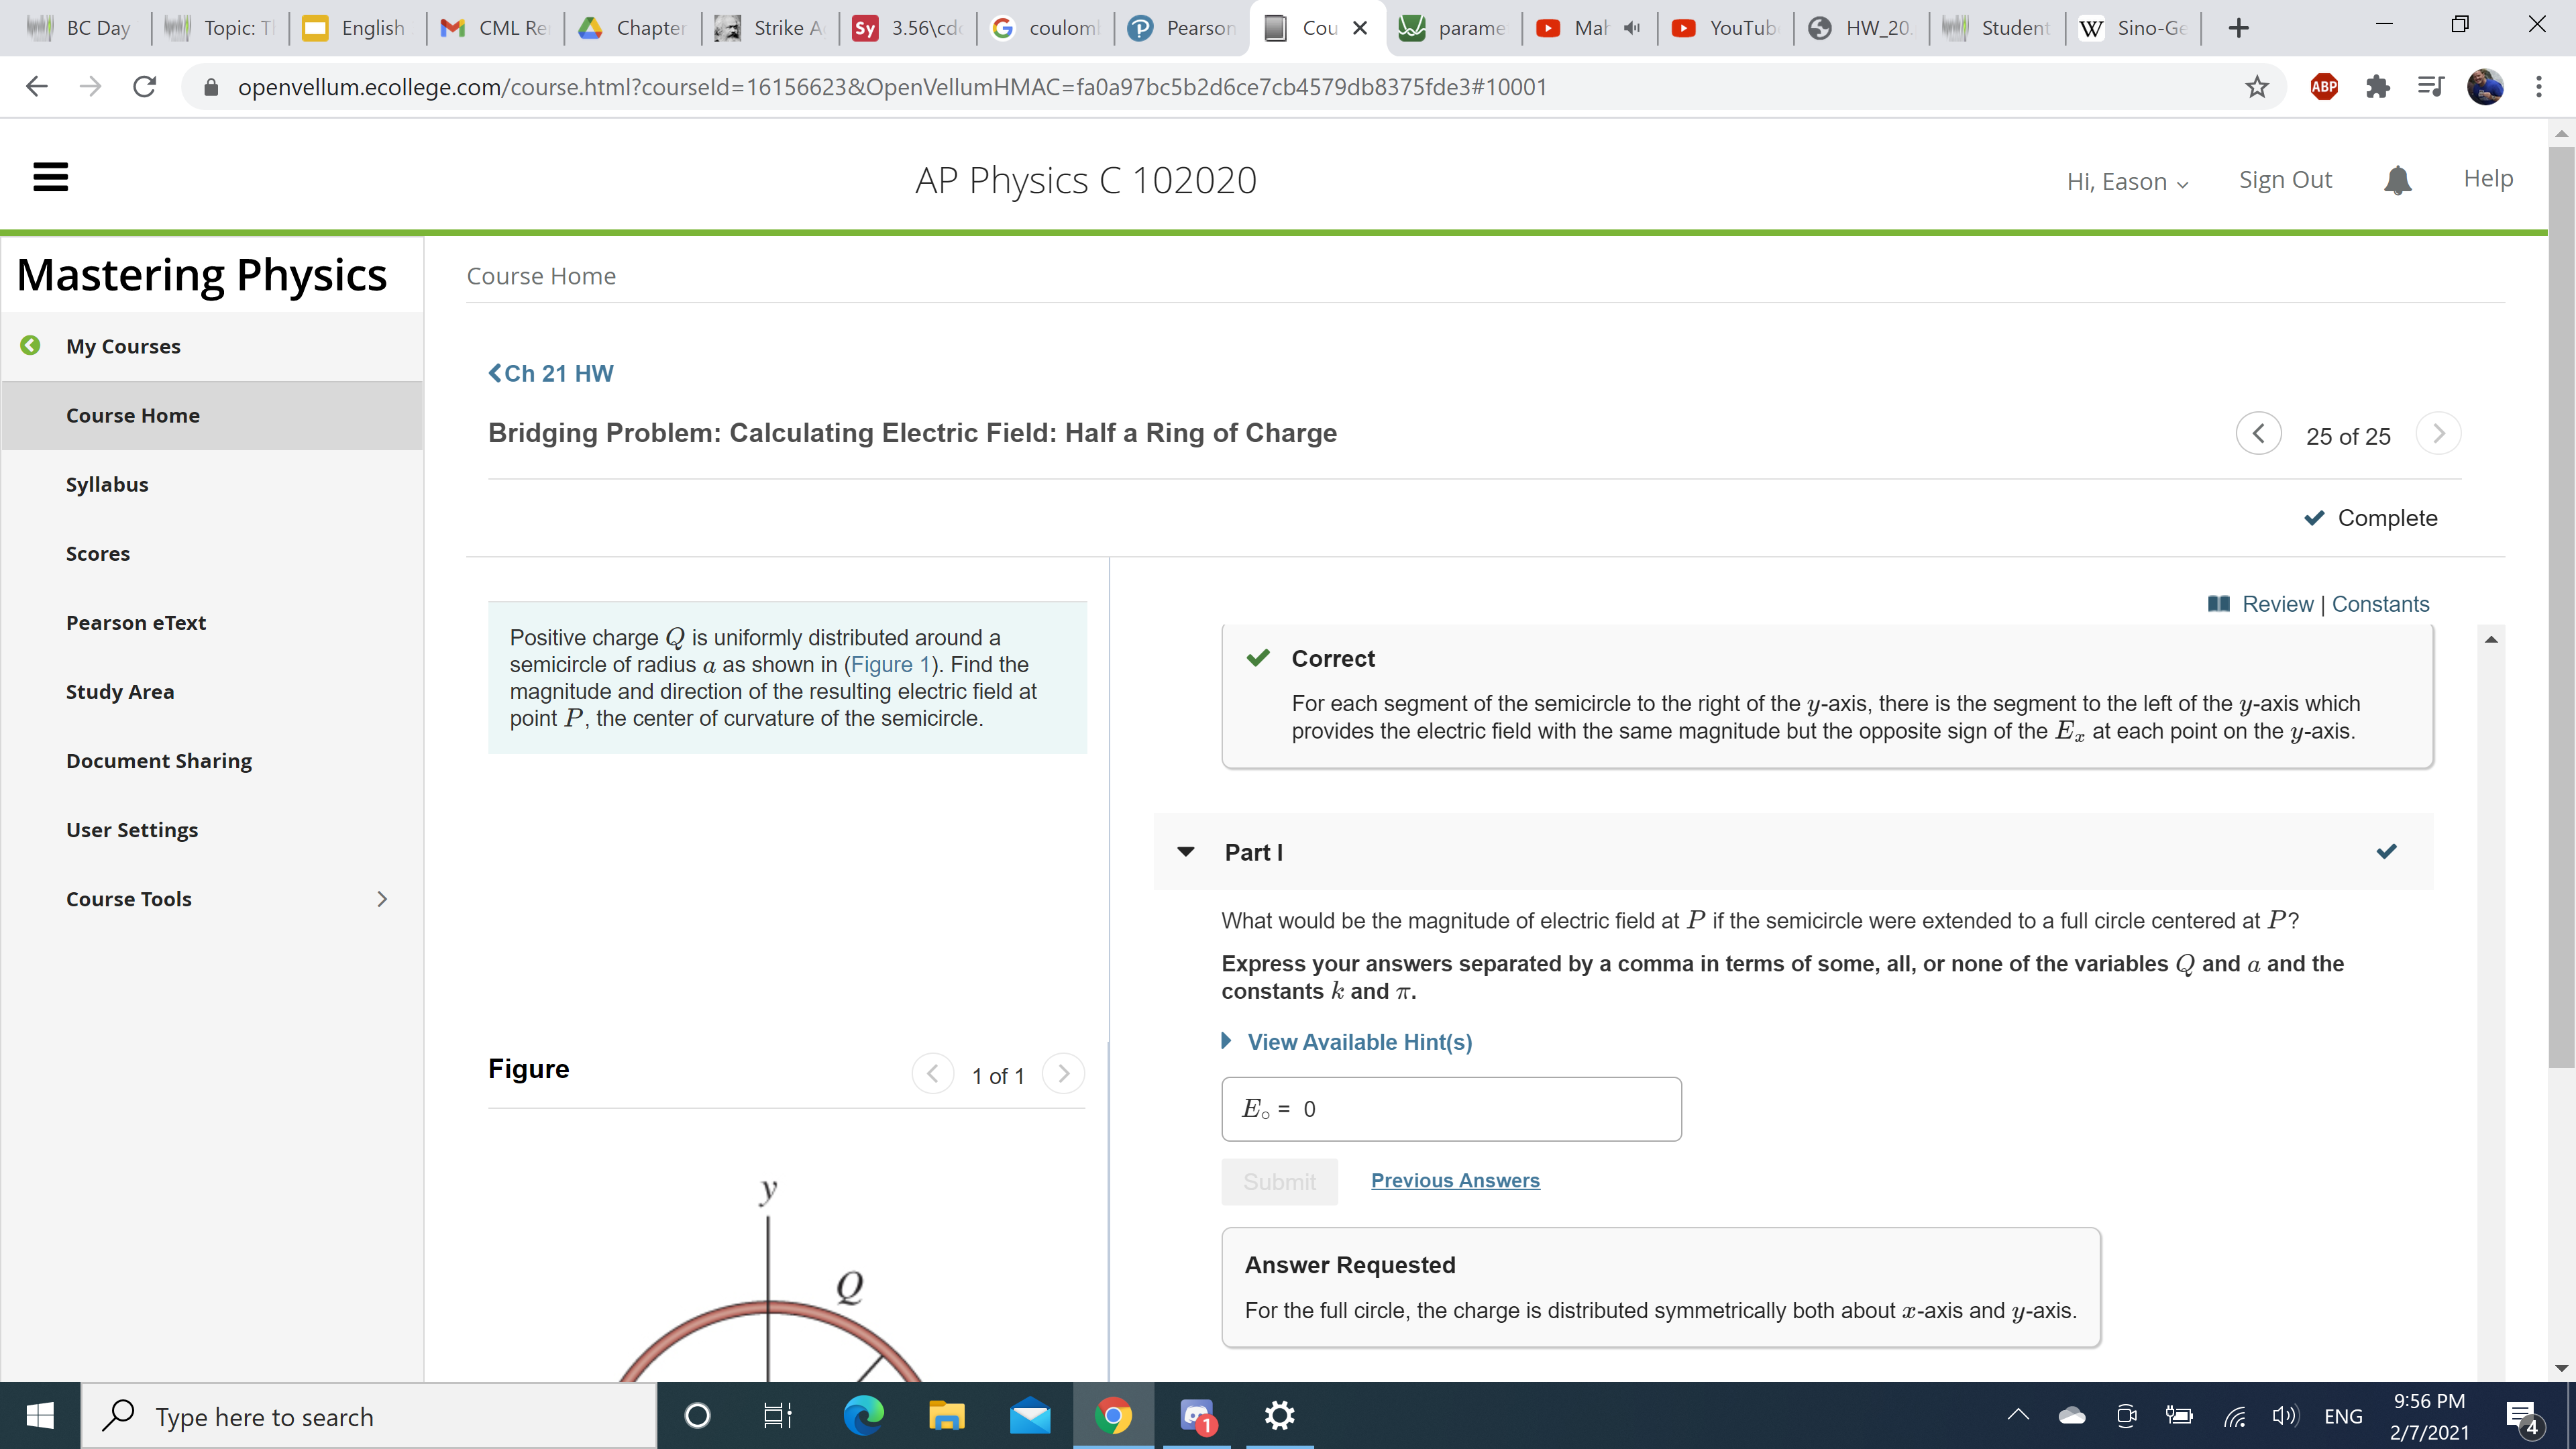 BC Day
Topic: T
English
CML Re
Chapter
Strike A
Sy 3.56\cd
coulom
Pearson
Cou
parame
Mah
YouTub
HW_20.
Student
W Sino-Ge
openvellum.ecollege.com/course.html?courseId=16156623&OpenVellumHMAC=fa0a97bc5b2d6ce7cb4579db8375fde3#10001
ABP
AP Physics C 102020
Hi, Eason
Sign Out
Help
Mastering Physics
My Courses
Course Home
Syllabus
Scores
Pearson eText
Study Area
Document Sharing
User Settings
Course Tools
Course Home
Ch 21 HW
Bridging Problem: Calculating Electric Field: Half a Ring of Charge
25 of 25
Complete
Review | Constants
Positive charge Q is uniformly distributed around a
semicircle of radius a as shown in (Figure 1). Find the
magnitude and direction of the resulting electric field at
point P, the center of curvature of the semicircle.
Figure
1 of 1
y
Q
Correct
For each segment of the semicircle to the right of the y-axis, there is the segment to the left of the y-axis which
provides the electric field with the same magnitude but the opposite sign of the Eₓ at each point on the y-axis.
Part I
What would be the magnitude of electric field at P if the semicircle were extended to a full circle centered at P?
Express your answers separated by a comma in terms of some, all, or none of the variables Q and a and the
constants k and π.
View Available Hint(s)
E○ = 0
Submit
Previous Answers
Answer Requested
For the full circle, the charge is distributed symmetrically both about x-axis and y-axis.
Type here to search
1
ENG
9:56 PM
2/7/2021
4